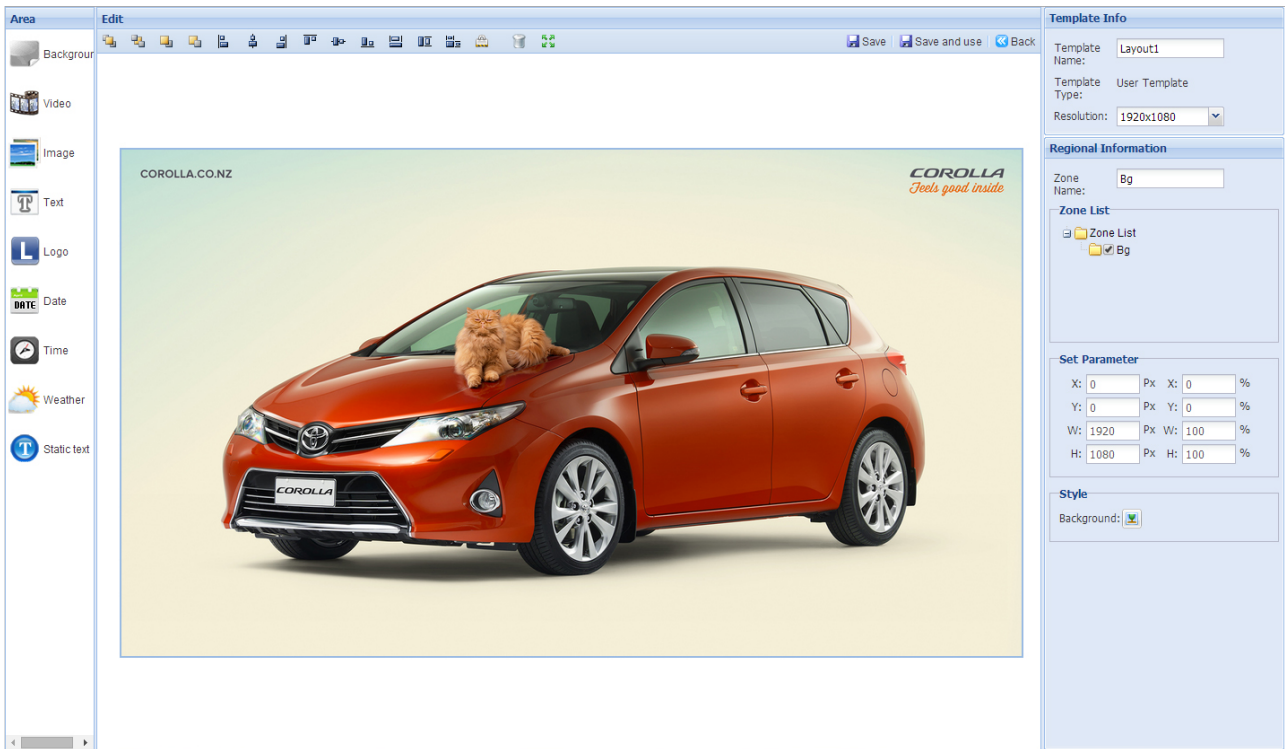 Area
Backgrour
Video
Image
Text
L Logo
DATE Date
Time
Weather
T Static text
Edit
Save Save and use Back
COROLLA.CO.NZ
COROLLA
Feels good inside
COROLLA
Template Info
Template Name: Layout1
Template Type: User Template
Resolution: 1920x1080
Regional Information
Zone Name: Bg
Zone List
Zone List
Bg
Set Parameter
X: 0 Px X: 0 %
Y: 0 Px Y: 0 %
W: 1920 Px W: 100 %
H: 1080 Px H: 100 %
Style
Background: